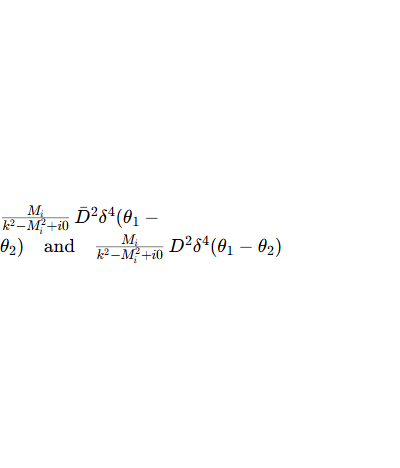 \frac{M_i}{k^2-M_i^2+i0} \bar{D}^2\delta^4(\theta_1 -
\theta_2) and \frac{M_i}{k^2-M_i^2+i0} D^2\delta^4(\theta_1 - \theta_2)